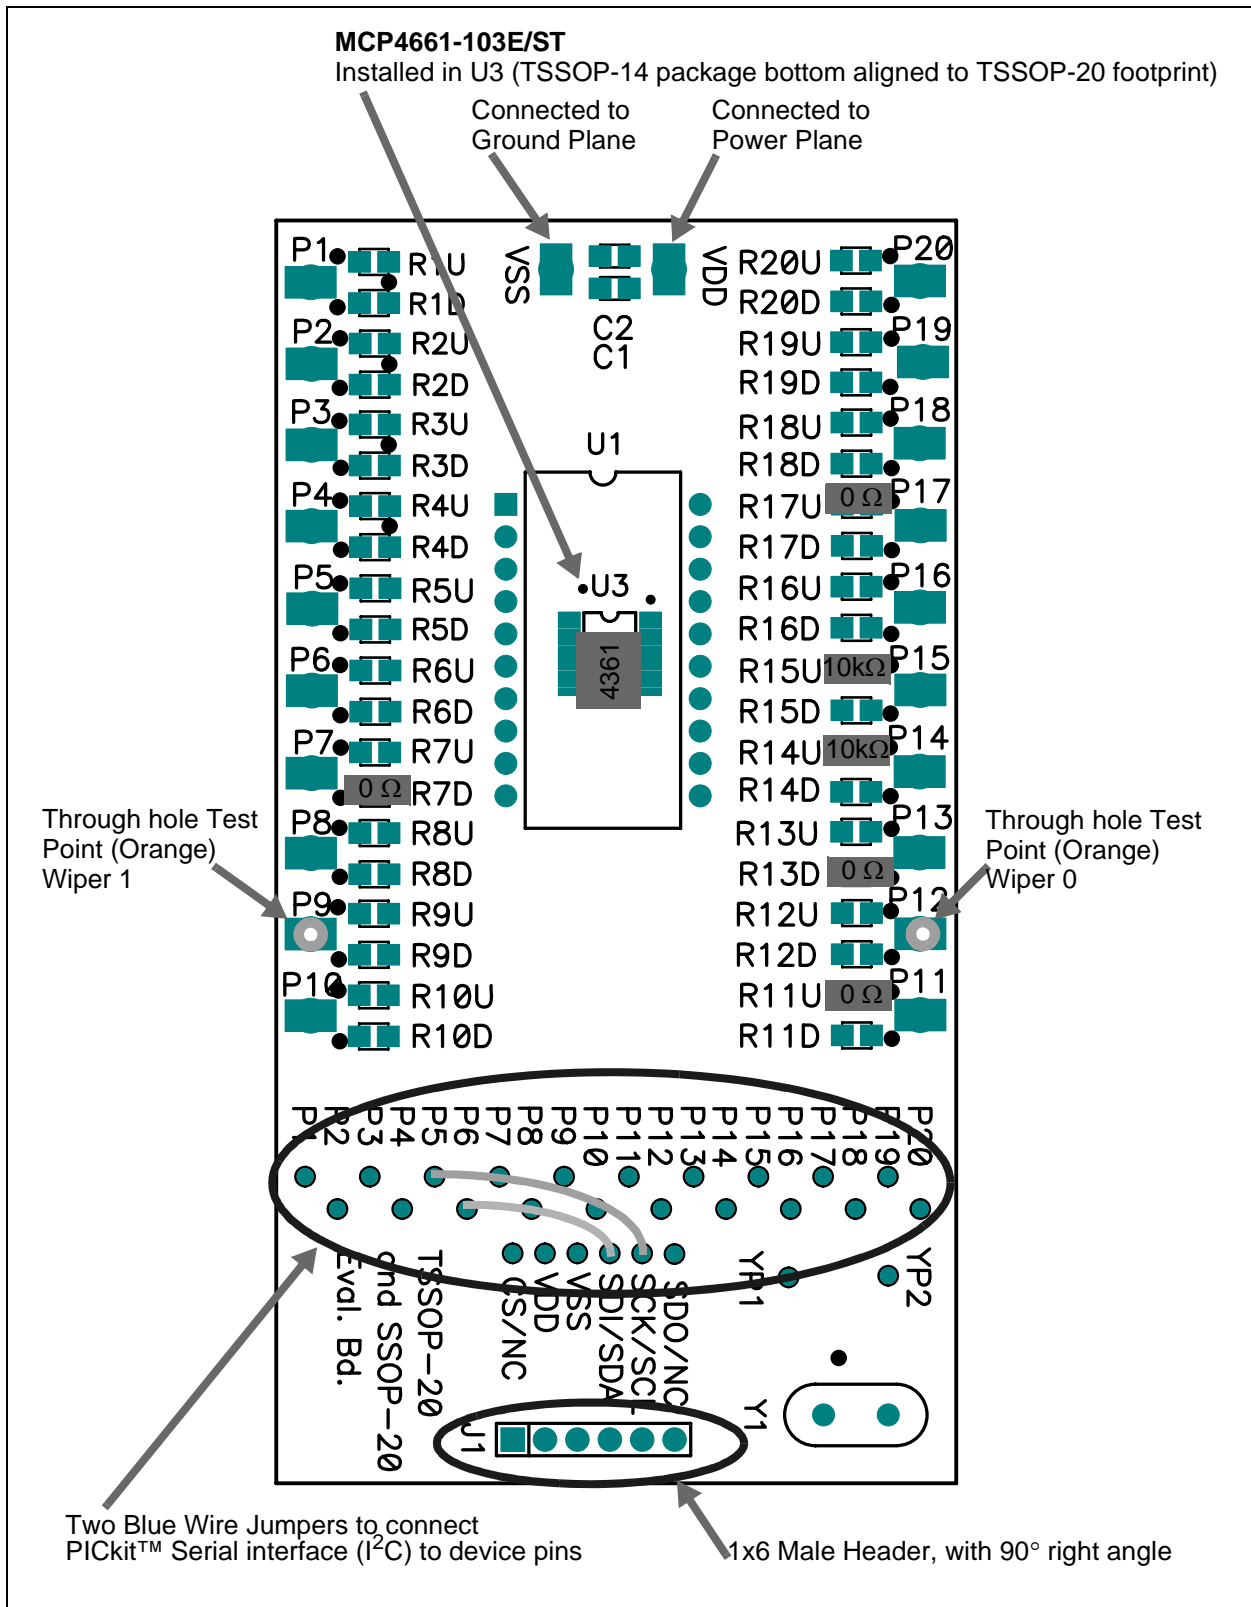 MCP4661-103E/ST
Installed in U3 (TSSOP-14 package bottom aligned to TSSOP-20 footprint)
Connected to
Ground Plane
Connected to
Power Plane
P1
R1U
R1D
P2
R2U
R2D
P3
R3U
R3D
P4
R4U
R4D
P5
R5U
R5D
P6
R6U
R6D
P7
R7U
0 Ω
R7D
P8
R8U
R8D
P9
R9U
R9D
P10
R10U
R10D
VSS
VDD
C2
C1
U1
U3
4361
R20U
P20
R20D
R19U
P19
R19D
R18U
P18
R18D
R17U
0 Ω
P17
R17D
R16U
P16
R16D
R15U
10kΩ
P15
R15D
R14U
10kΩ
P14
R14D
R13U
P13
R13D
0 Ω
R12U
P12
R12D
R11U
0 Ω
P11
R11D
Through hole Test
Point (Orange)
Wiper 1
Through hole Test
Point (Orange)
Wiper 0
P1
P2
P3
P4
P5
P6
P7
P8
P9
P10
P11
P12
P13
P14
P15
P16
P17
P18
P19
P20
TSSOP-20
and SSOP-20
Eval. Bd.
CS/NC
VDD
VSS
SDI/SDA
SCK/SCL
SDO/NC
YP1
YP2
J1
Y1
Two Blue Wire Jumpers to connect
PICkit™ Serial interface (I²C) to device pins
1x6 Male Header, with 90° right angle